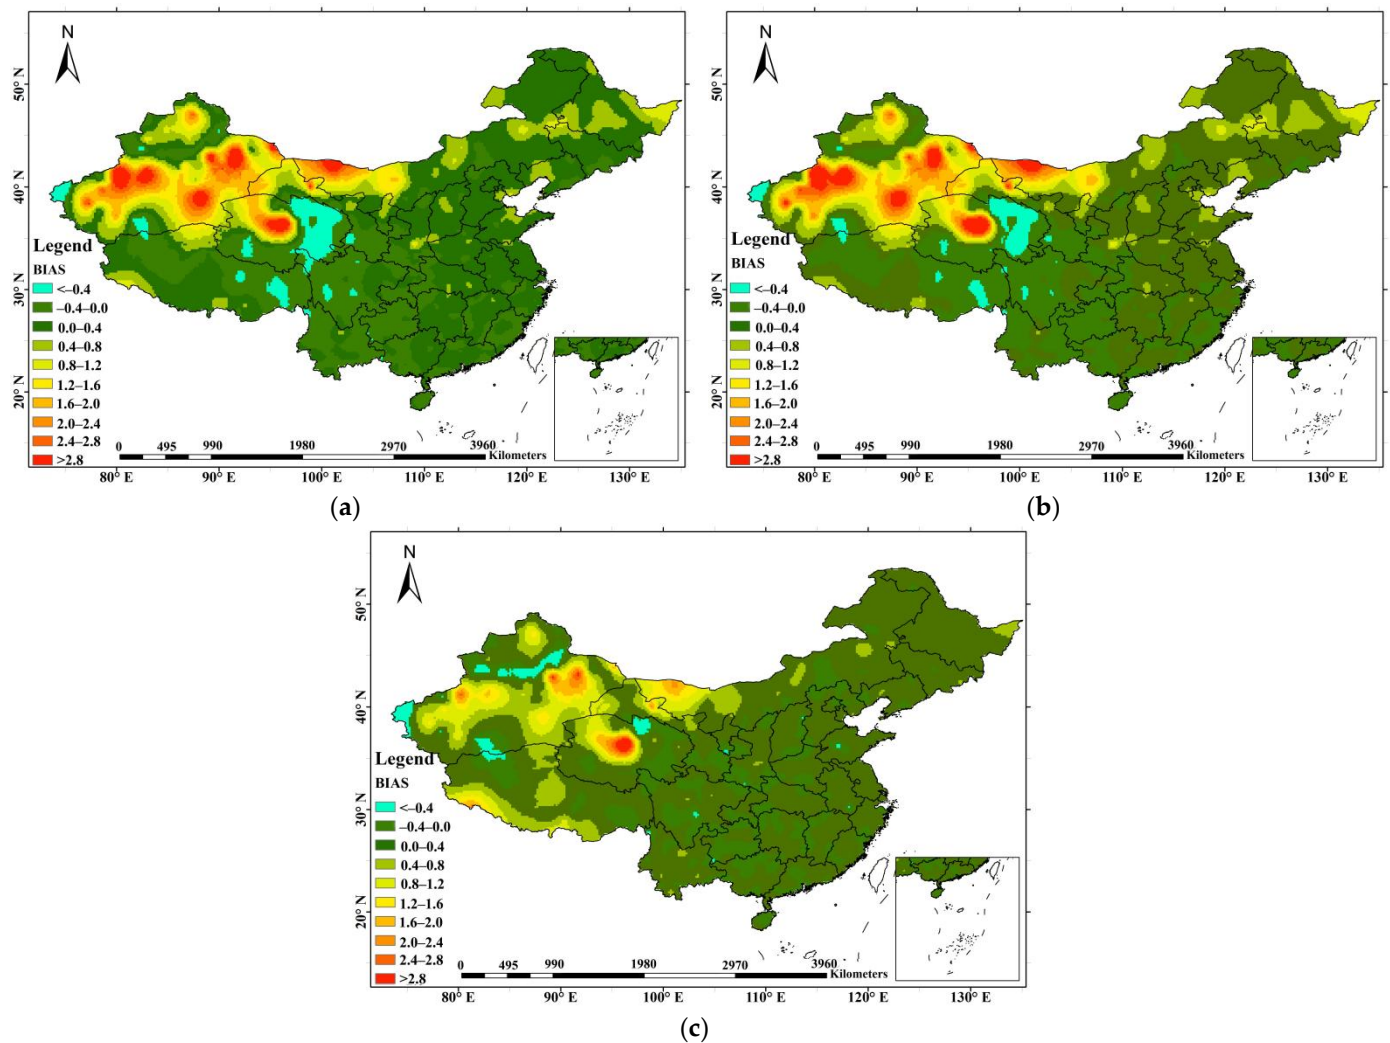 N
50° N
40° N
30° N
20° N
Legend
BIAS
<–0.4
–0.4–0.0
0.0–0.4
0.4–0.8
0.8–1.2
1.2–1.6
1.6–2.0
2.0–2.4
2.4–2.8
>2.8
0 495 990 1980 2970 3960
Kilometers
80° E 90° E 100° E 110° E 120° E 130° E
(a)
N
50° N
40° N
30° N
20° N
Legend
BIAS
<–0.4
–0.4–0.0
0.0–0.4
0.4–0.8
0.8–1.2
1.2–1.6
1.6–2.0
2.0–2.4
2.4–2.8
>2.8
0 495 990 1980 2970 3960
Kilometers
80° E 90° E 100° E 110° E 120° E 130° E
(b)
N
50° N
40° N
30° N
20° N
Legend
BIAS
<–0.4
–0.4–0.0
0.0–0.4
0.4–0.8
0.8–1.2
1.2–1.6
1.6–2.0
2.0–2.4
2.4–2.8
>2.8
0 495 990 1980 2970 3960
Kilometers
80° E 90° E 100° E 110° E 120° E 130° E
(c)